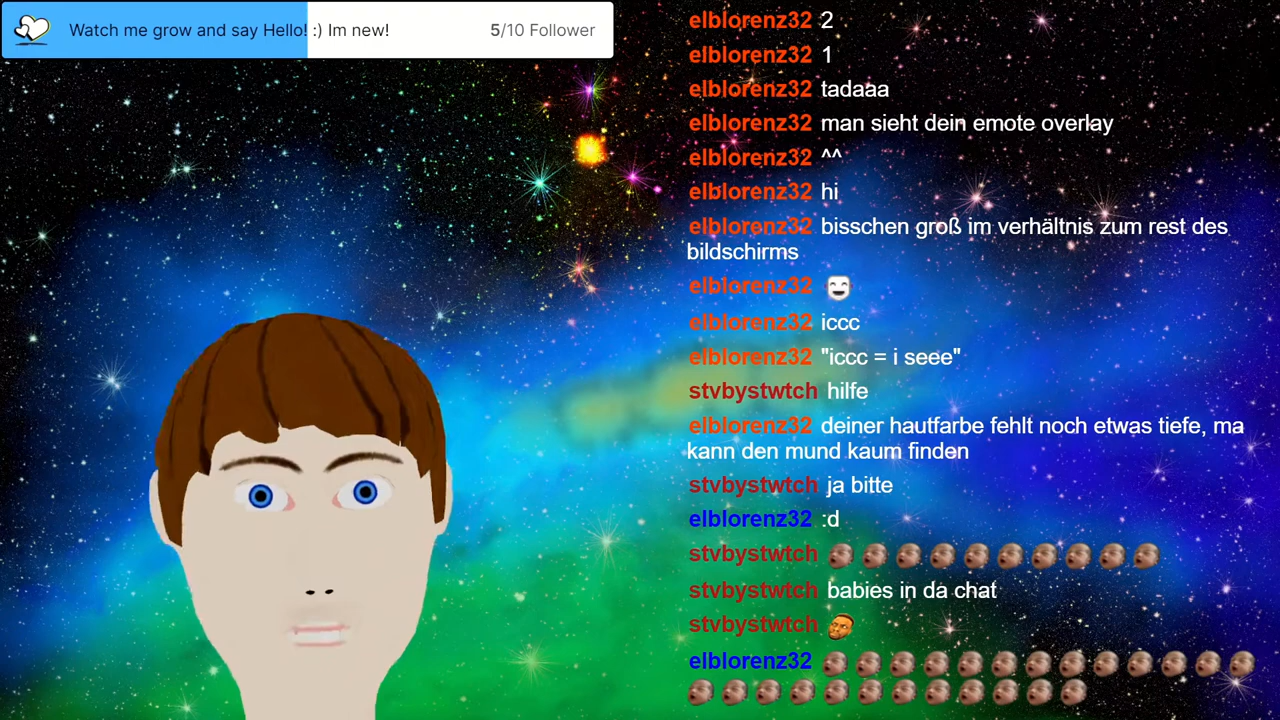 Watch me grow and say Hello! :) Im new!
5/10 Follower
elblorenz32 2
elblorenz32 1
elblorenz32 tadaaa
elblorenz32 man sieht dein emote overlay
elblorenz32 ^^
elblorenz32 hi
elblorenz32 bisschen groß im verhältnis zum rest des
bildschirms
elblorenz32
elblorenz32 iccc
elblorenz32 "iccc = i seee"
stvbystwtch hilfe
elblorenz32 deiner hautfarbe fehlt noch etwas tiefe, ma
kann den mund kaum finden
stvbystwtch ja bitte
elblorenz32 :d
stvbystwtch
stvbystwtch babies in da chat
stvbystwtch
elblorenz32